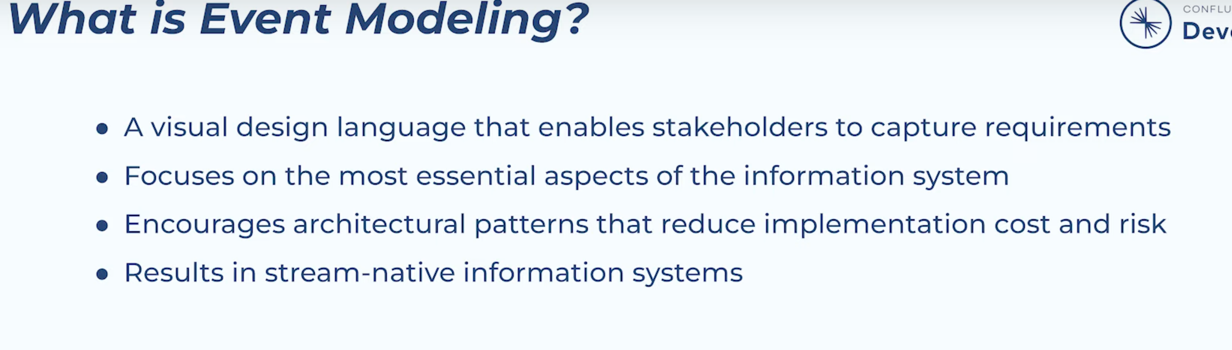 What is Event Modeling?
● A visual design language that enables stakeholders to capture requirements
● Focuses on the most essential aspects of the information system
● Encourages architectural patterns that reduce implementation cost and risk
● Results in stream-native information systems